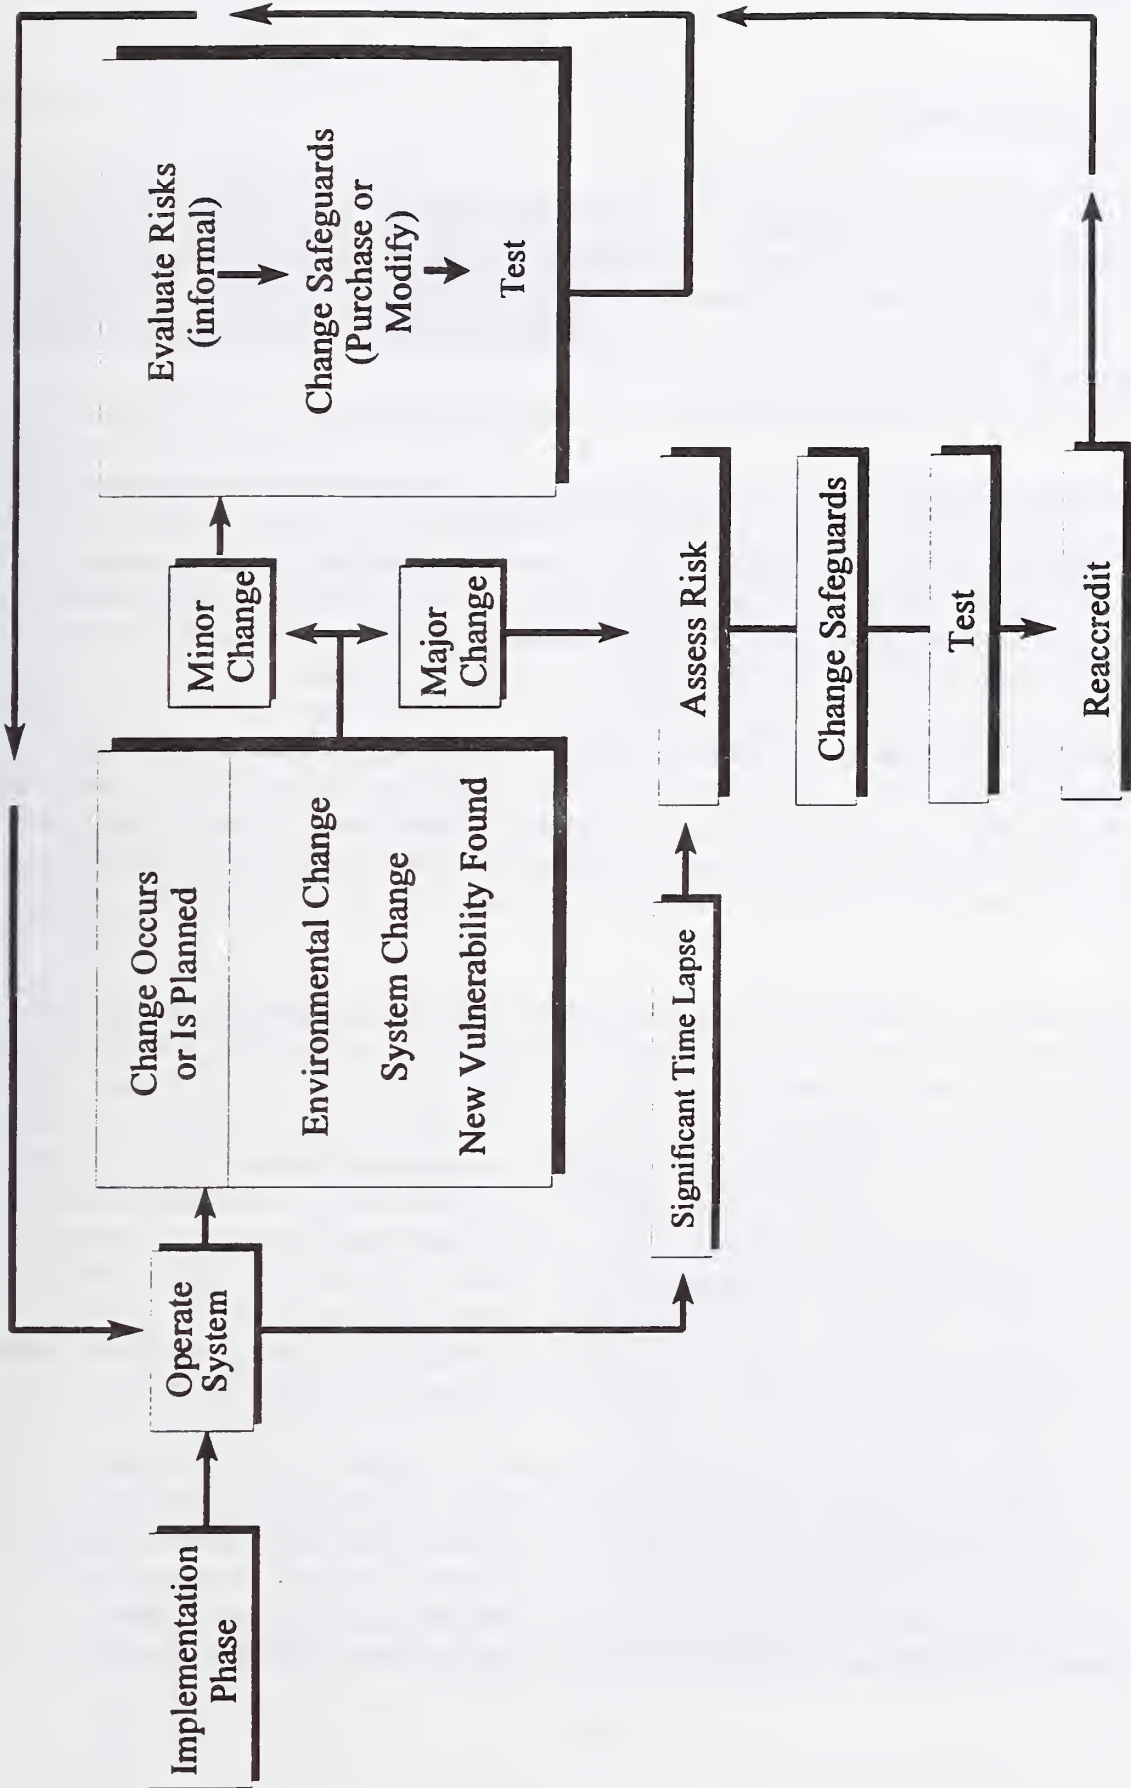 Implementation
Phase
Operate
System
Change Occurs
or Is Planned
Environmental Change
System Change
New Vulnerability Found
Minor
Change
Major
Change
Evaluate Risks
(informal)
Change Safeguards
(Purchase or
Modify)
Test
Significant Time Lapse
Assess Risk
Change Safeguards
Test
Reaccredit